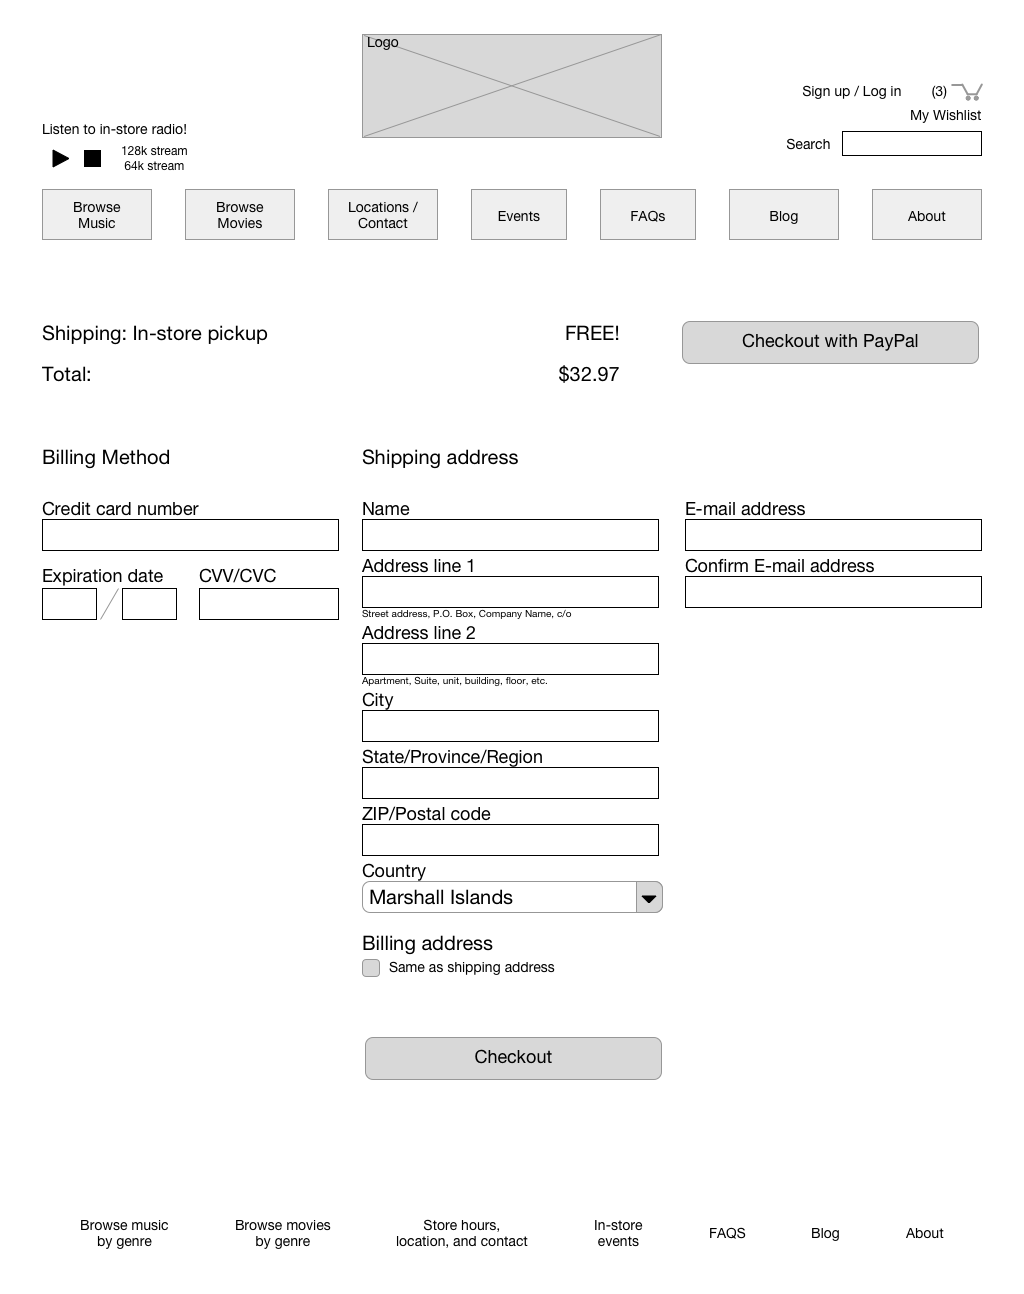 Logo
Sign up / Log in (3)
My Wishlist
Listen to in-store radio!
128k stream
64k stream
Search
Browse
Music
Browse
Movies
Locations /
Contact
Events
FAQs
Blog
About
Shipping: In-store pickup FREE!
Checkout with PayPal
Total: $32.97
Billing Method
Credit card number
Expiration date
/
CVV/CVC
Shipping address
Name
Address line 1
Street address, P.O. Box, Company Name, c/o
Address line 2
Apartment, Suite, unit, building, floor, etc.
City
State/Province/Region
ZIP/Postal code
Country
Marshall Islands
Billing address
Same as shipping address
E-mail address
Confirm E-mail address
Checkout
Browse music
by genre
Browse movies
by genre
Store hours,
location, and contact
In-store
events
FAQS
Blog
About